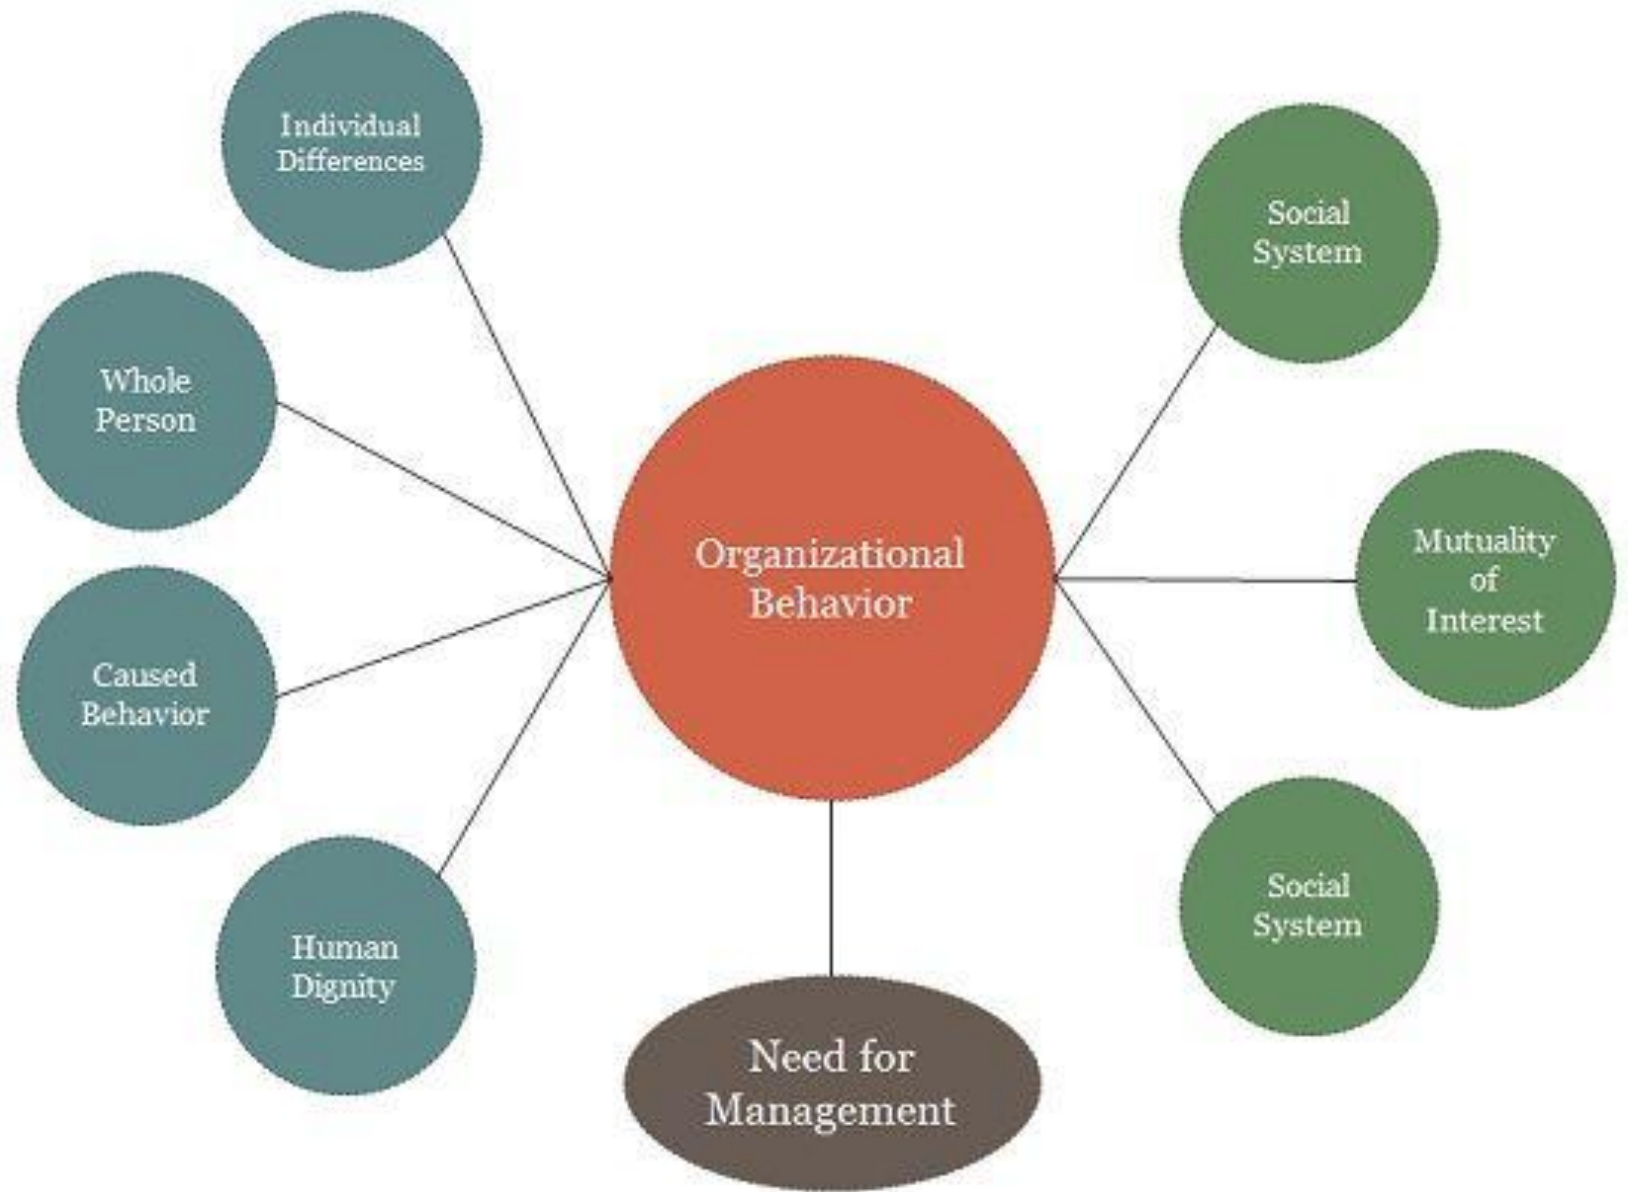 Individual
Differences
Whole
Person
Caused
Behavior
Human
Dignity
Organizational
Behavior
Need for
Management
Social
System
Mutuality
of
Interest
Social
System